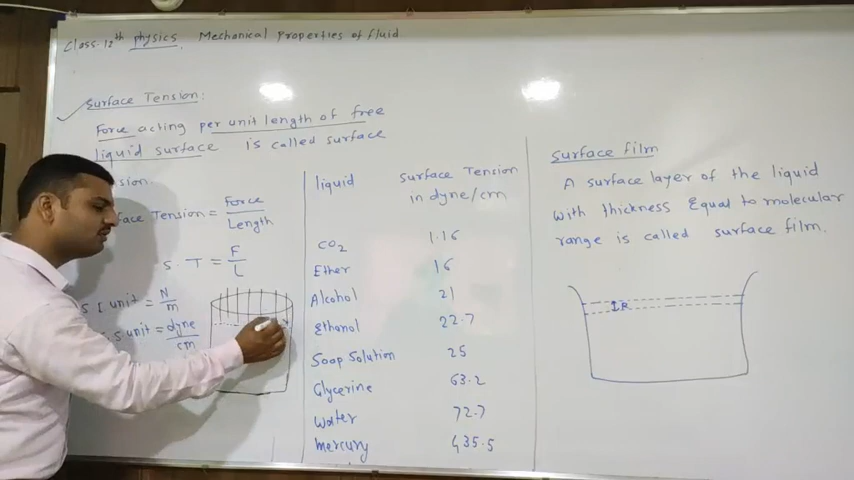 Class-12th physics. Mechanical Properties of fluid
Surface Tension:
Force acting per unit length of free
liquid surface is called surface
sion.
face Tension = Force / Length
S.T = F / L
S I unit = N / m
s unit = dyne / cm
liquid Surface Tension in dyne/cm
CO2 1.16
Ether 16
Alcohol 21
Ethanol 22.7
Soap Solution 25
Glycerine 63.2
Water 72.7
Mercury 435.5
Surface film
A surface layer of the liquid
with thickness Equal to molecular
range is called surface film.
R